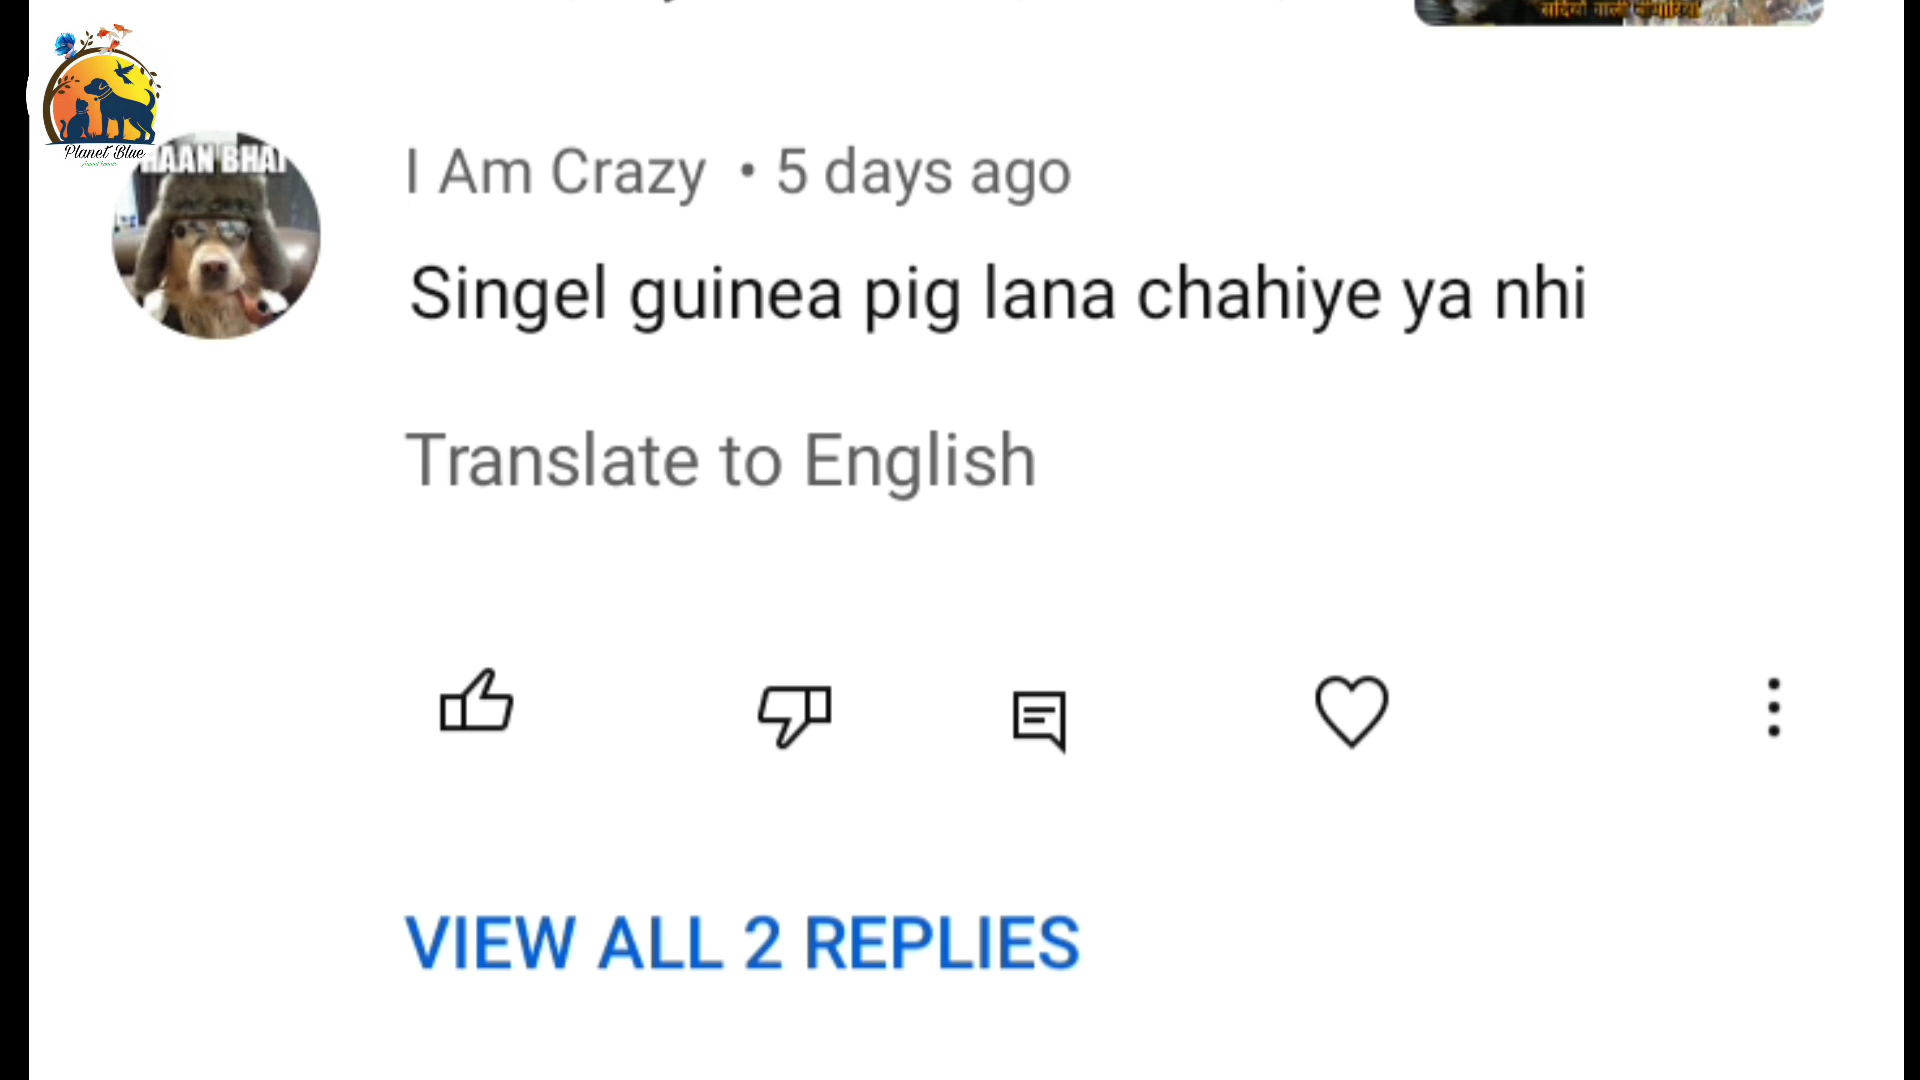 Planet Blue
HAAN BHAI
I Am Crazy • 5 days ago
Singel guinea pig lana chahiye ya nhi
Translate to English
VIEW ALL 2 REPLIES